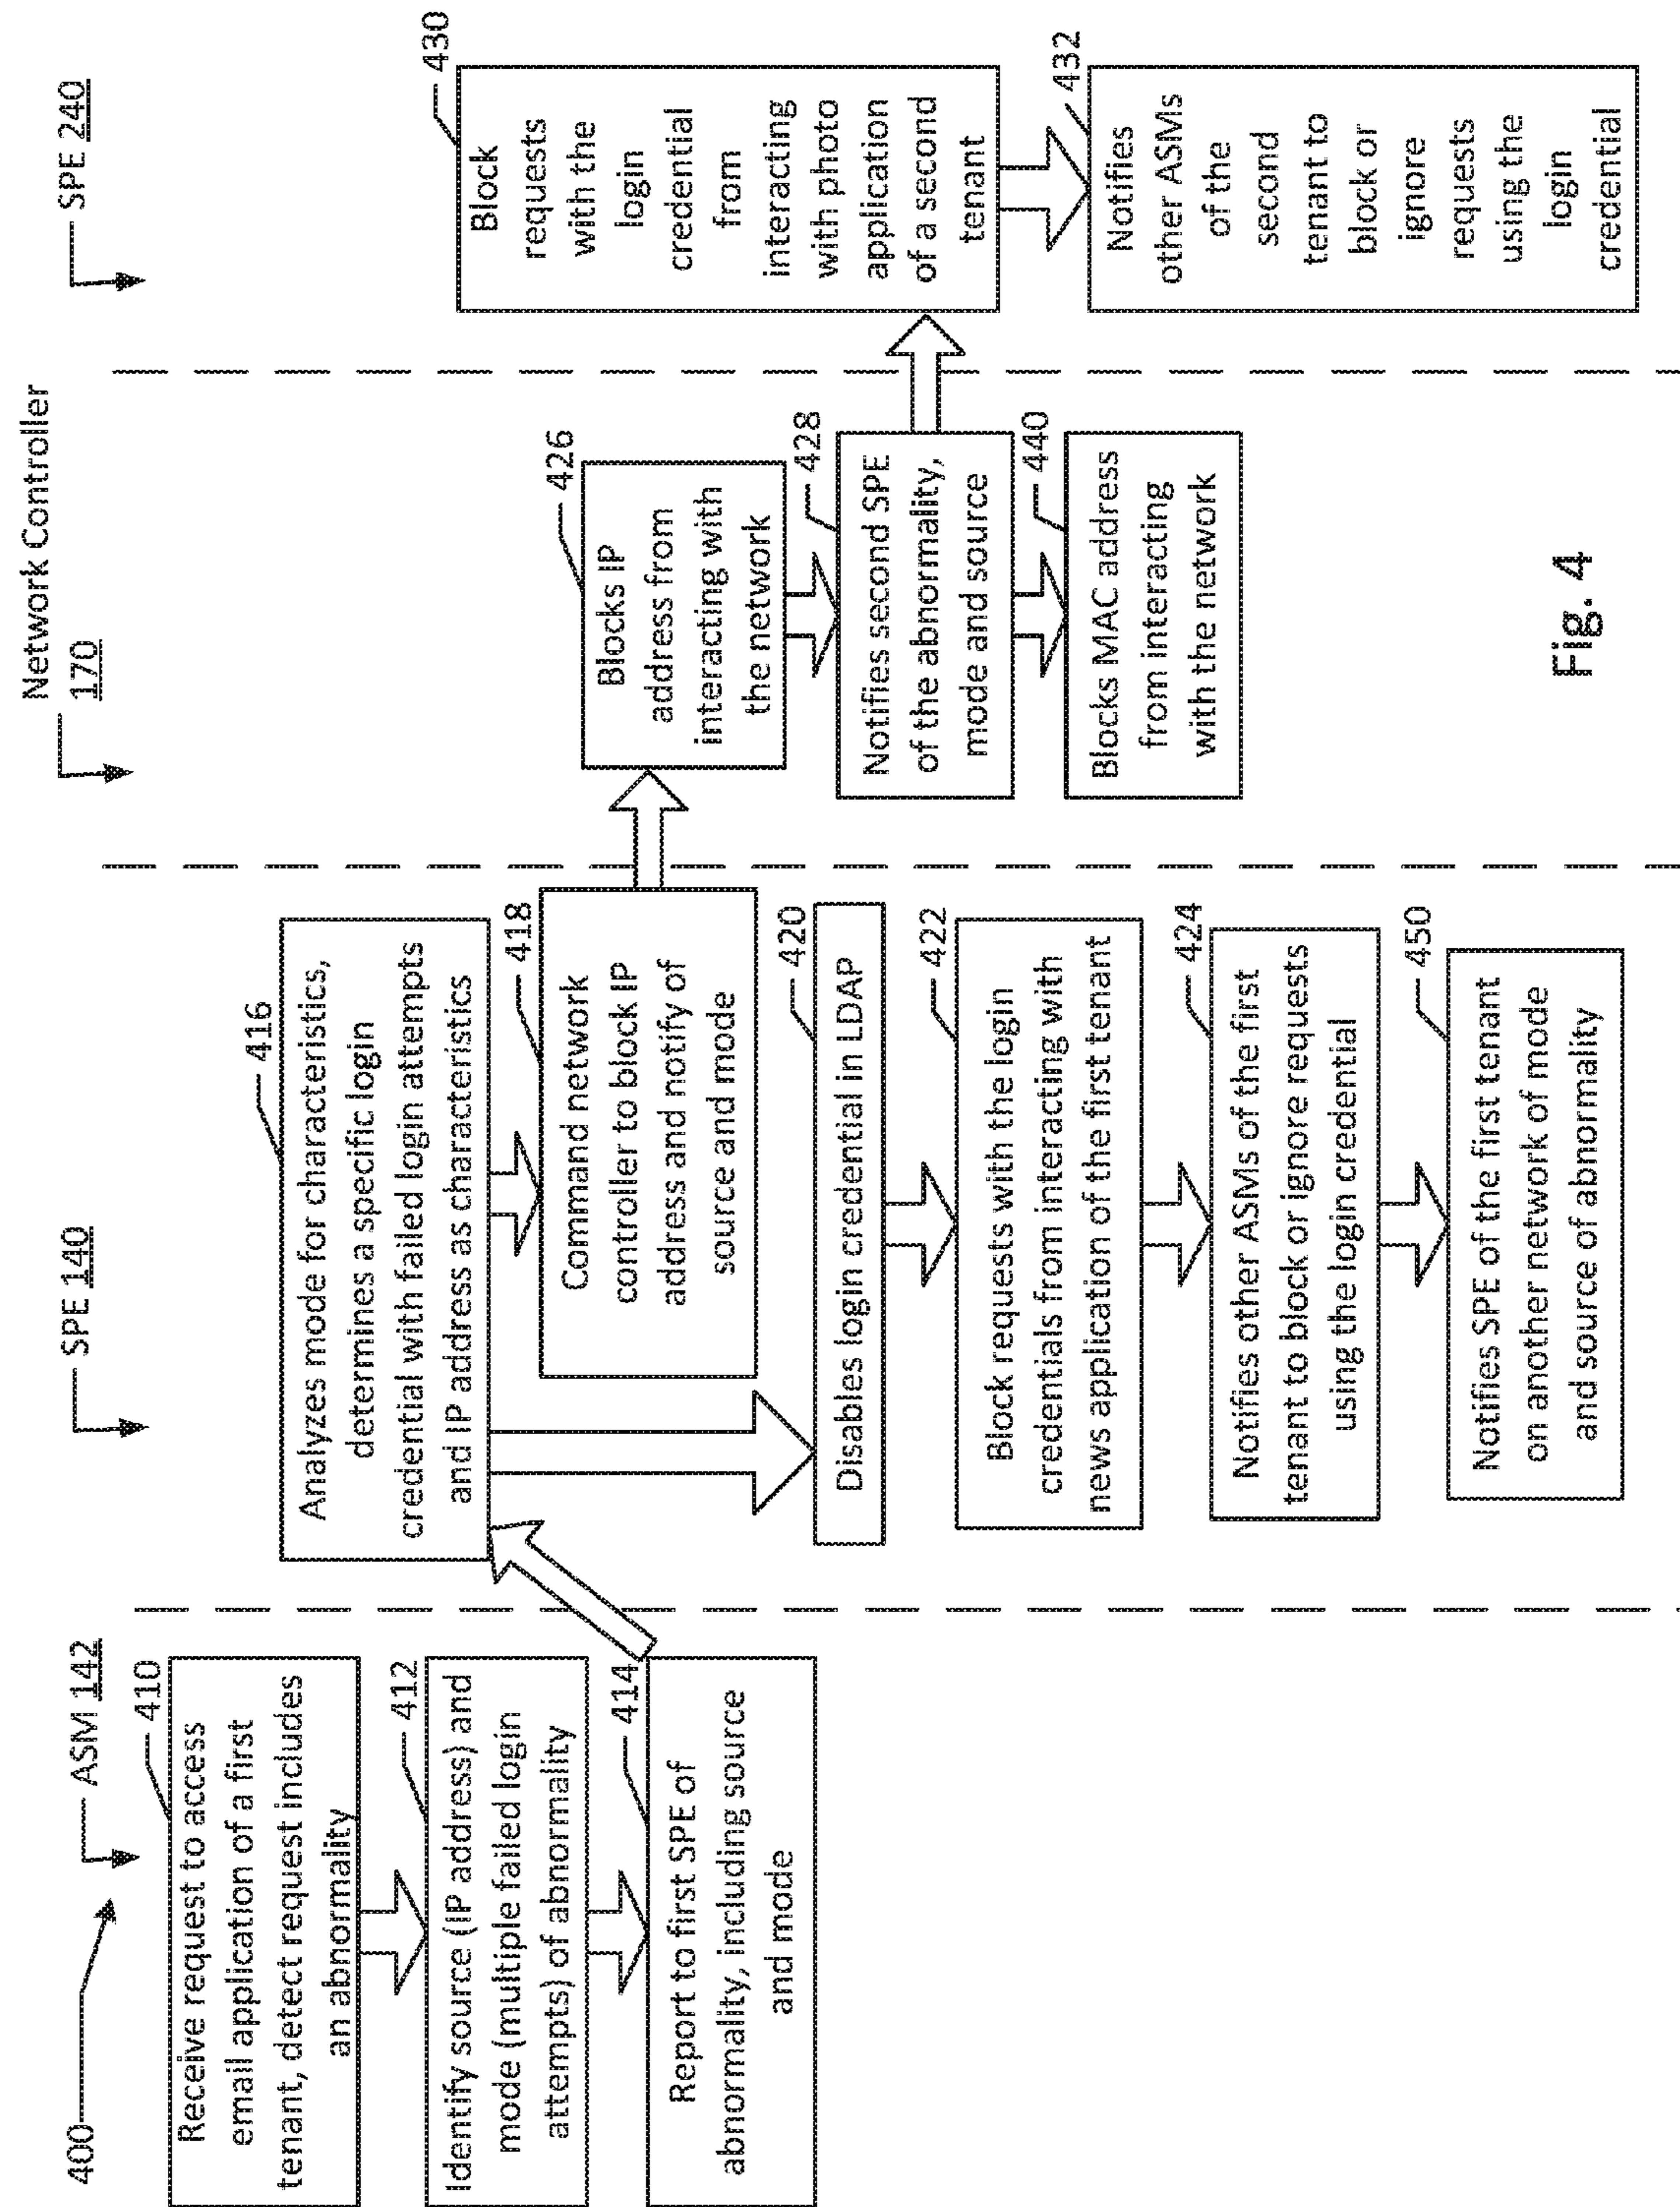 400
ASM 142
410
Receive request to access
email application of a first
tenant, detect request includes
an abnormality
412
Identify source (IP address) and
mode (multiple failed login
attempts) of abnormality
414
Report to first SPE of
abnormality, including source
and mode
SPE 140
416
Analyzes mode for characteristics,
determines a specific login
credential with failed login attempts
and IP address as characteristics
418
Command network
controller to block IP
address and notify of
source and mode
420
Disables login credential in LDAP
422
Block requests with the login
credentials from interacting with
news application of the first tenant
424
Notifies other ASMs of the first
tenant to block or ignore requests
using the login credential
450
Notifies SPE of the first tenant
on another network of mode
and source of abnormality
Network Controller
170
426
Blocks IP
address from
interacting with
the network
428
Notifies second SPE
of the abnormality,
mode and source
440
Blocks MAC address
from interacting
with the network
SPE 240
430
Block
requests
with the
login
credential
from
interacting
with photo
application
of a second
tenant
432
Notifies
other ASMs
of the
second
tenant to
block or
ignore
requests
using the
login
credential
Fig. 4